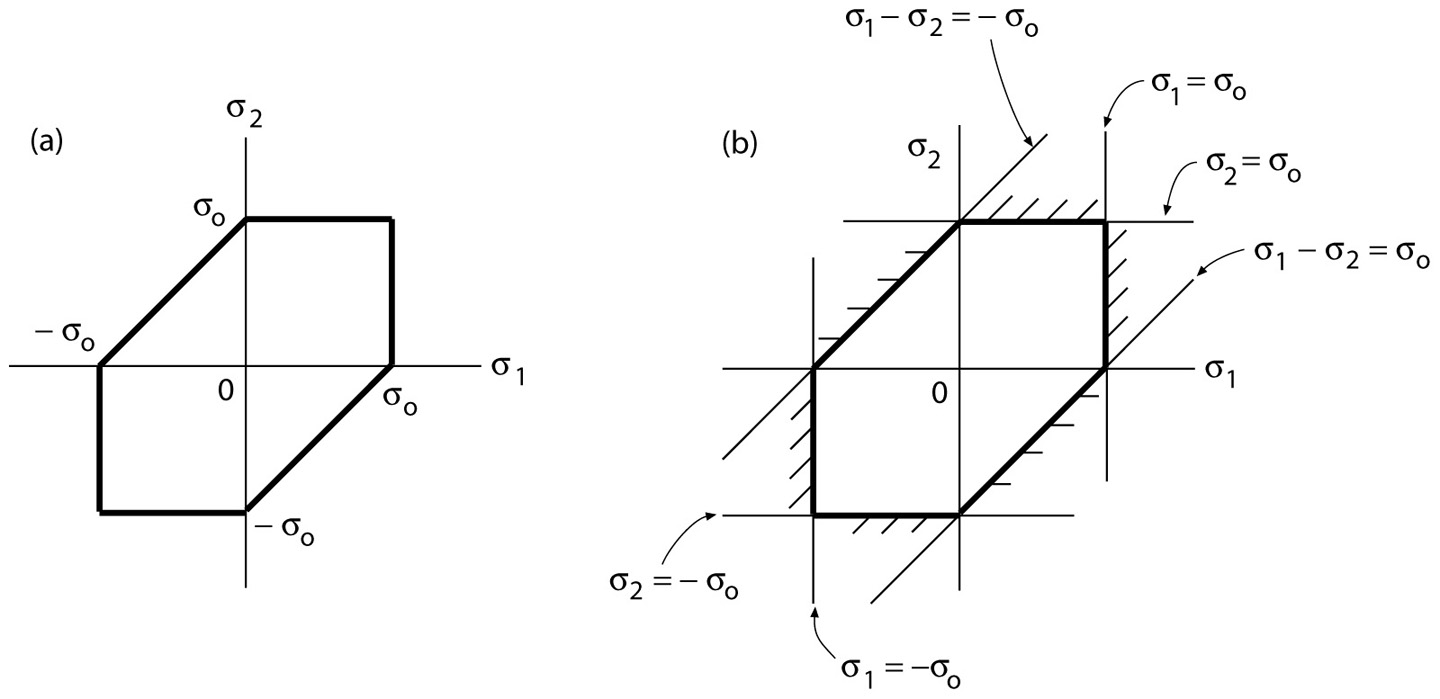 (a)
σ₂
σₒ
– σₒ
0
σ₁
σₒ
– σₒ
(b)
σ₁ – σ₂ = – σₒ
σ₁ = σₒ
σ₂
σ₂ = σₒ
σ₁ – σ₂ = σₒ
0
σ₁
σ₂ = – σₒ
σ₁ = –σₒ